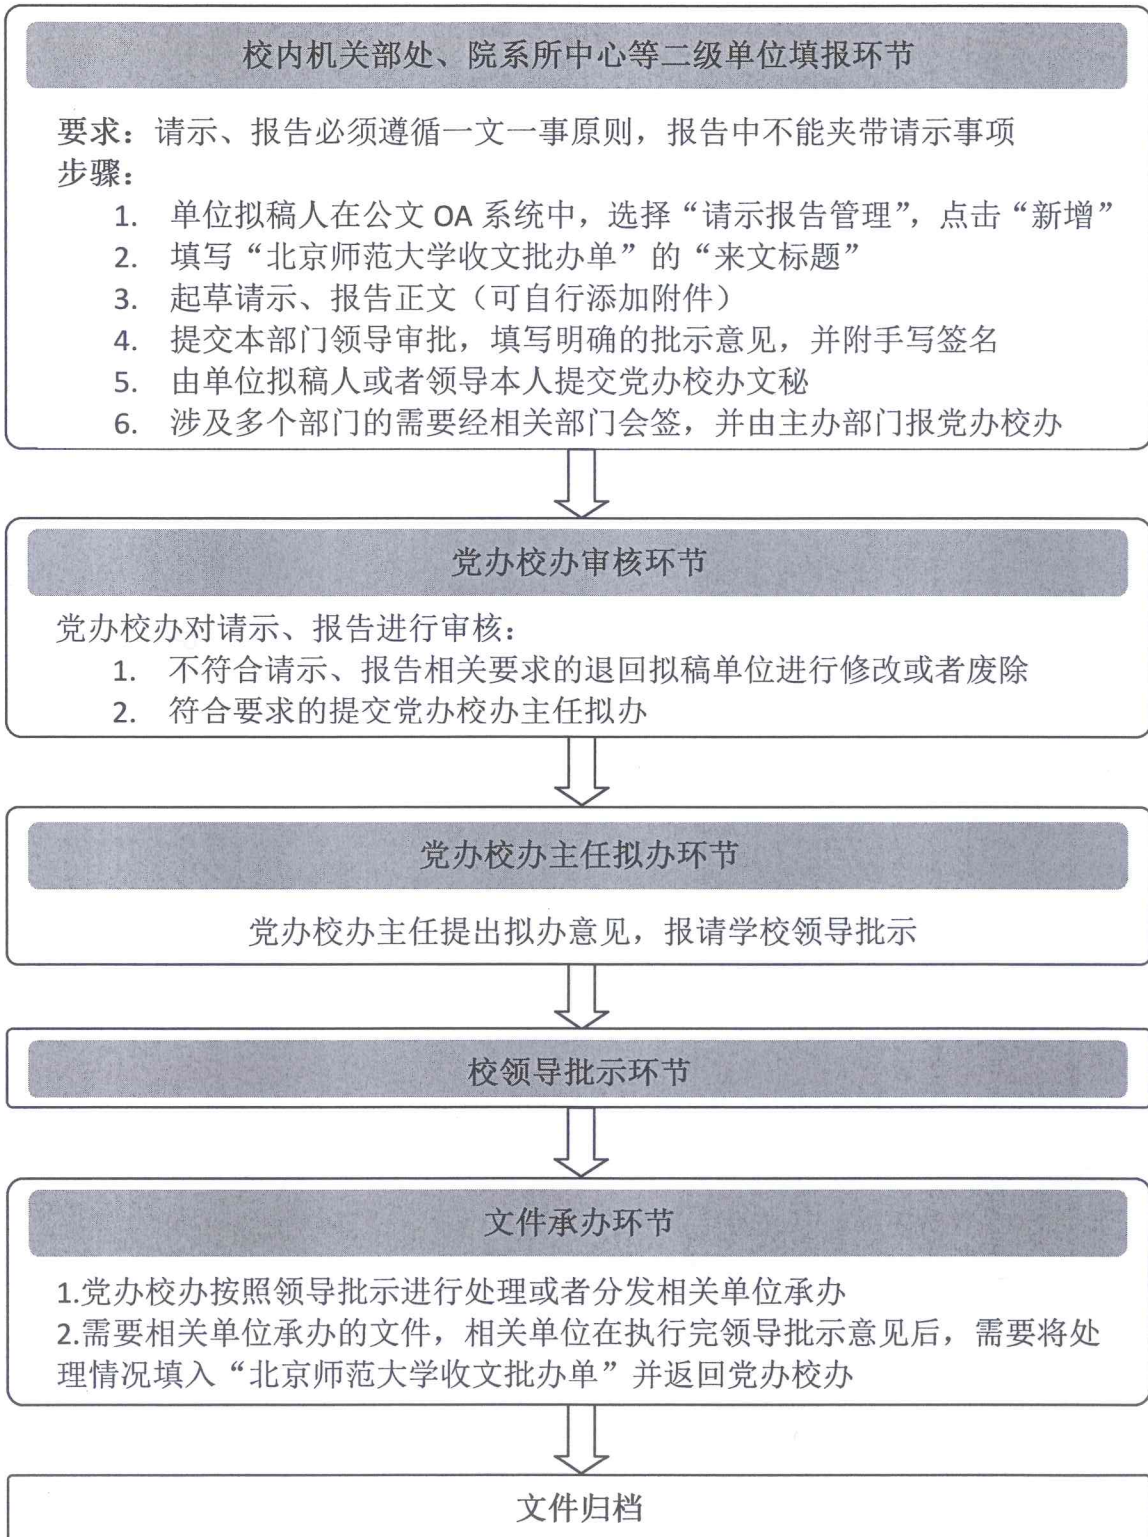 校内机关部处、院系所中心等二级单位填报环节
要求：请示、报告必须遵循一文一事原则，报告中不能夹带请示事项
步骤：
1. 单位拟稿人在公文 OA 系统中，选择“请示报告管理”，点击“新增”
2. 填写“北京师范大学收文批办单”的“来文标题”
3. 起草请示、报告正文（可自行添加附件）
4. 提交本部门领导审批，填写明确的批示意见，并附手写签名
5. 由单位拟稿人或者领导本人提交党办校办文秘
6. 涉及多个部门的需要经相关部门会签，并由主办部门报党办校办
党办校办审核环节
党办校办对请示、报告进行审核：
1. 不符合请示、报告相关要求的退回拟稿单位进行修改或者废除
2. 符合要求的提交党办校办主任拟办
党办校办主任拟办环节
党办校办主任提出拟办意见，报请学校领导批示
校领导批示环节
文件承办环节
1.党办校办按照领导批示进行处理或者分发相关单位承办
2.需要相关单位承办的文件，相关单位在执行完领导批示意见后，需要将处
理情况填入“北京师范大学收文批办单”并返回党办校办
文件归档